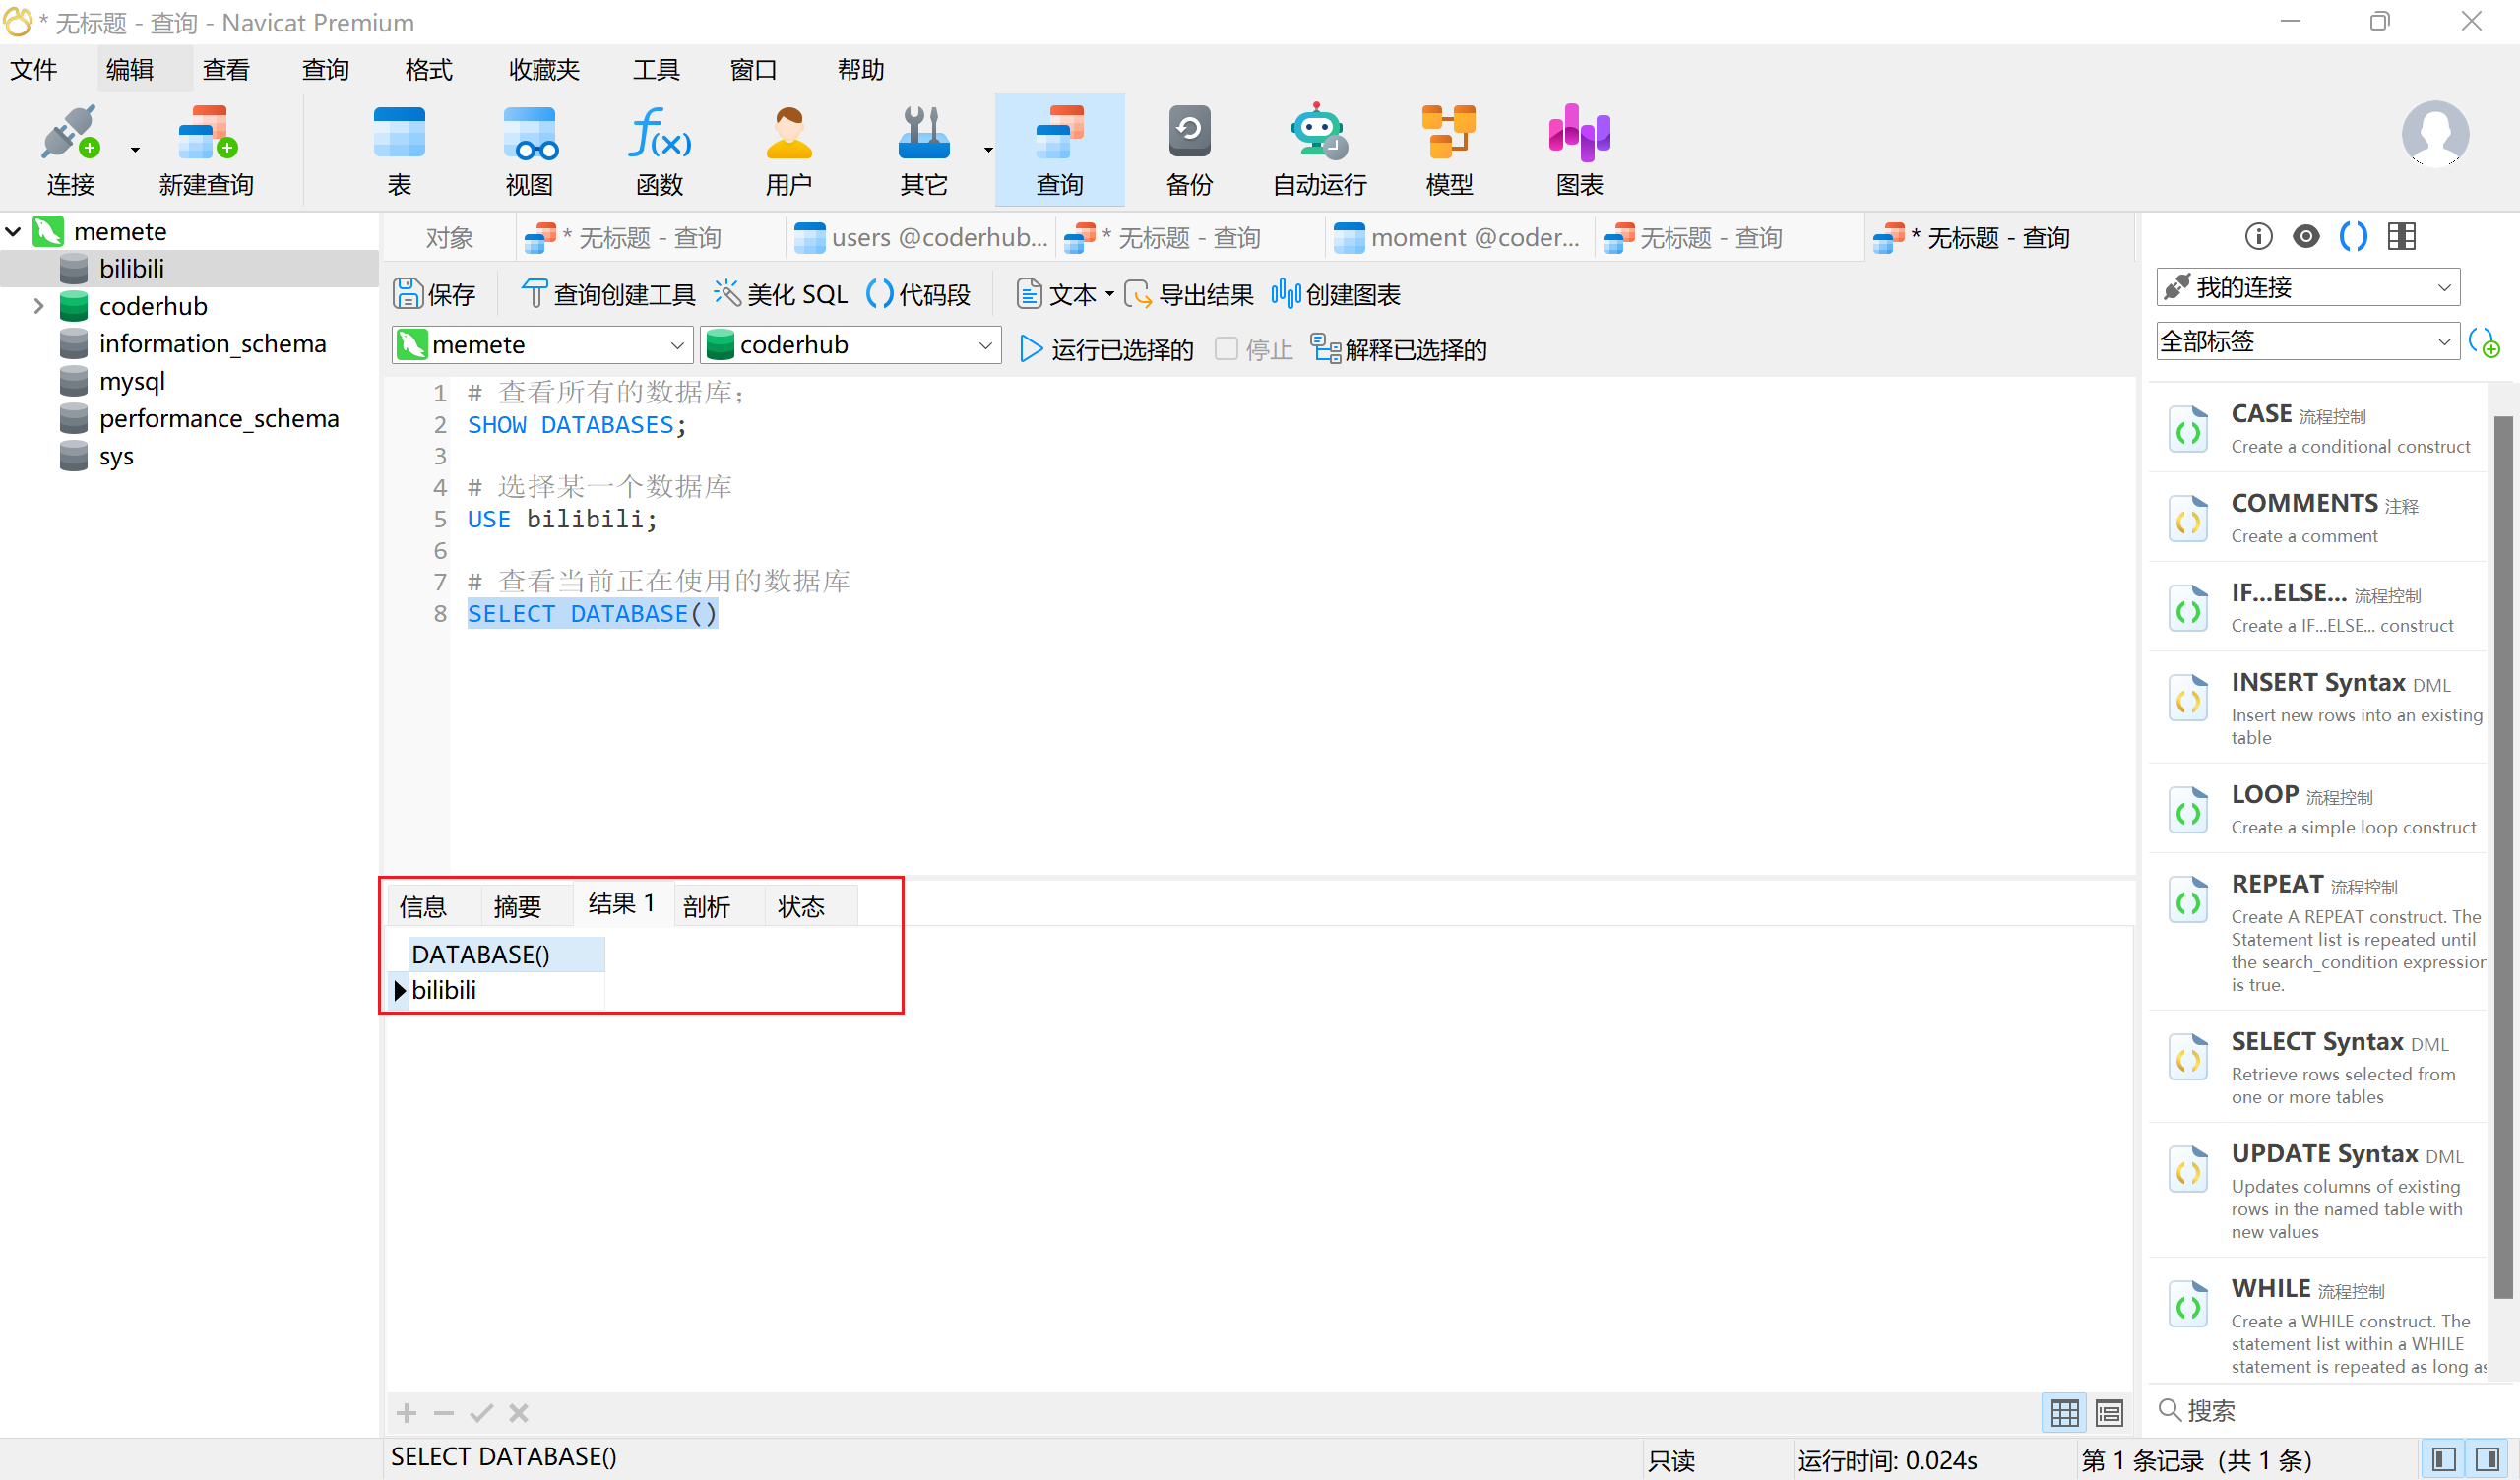 * 无标题 - 查询 - Navicat Premium
文件 编辑 查看 查询 格式 收藏夹 工具 窗口 帮助
连接 新建查询 表 视图 函数 用户 其它 查询 备份 自动运行 模型 图表
memete
bilibili
coderhub
information_schema
mysql
performance_schema
sys
对象 * 无标题 - 查询 users @coderhub... * 无标题 - 查询 moment @coder... 无标题 - 查询 * 无标题 - 查询
保存 查询创建工具 美化 SQL 代码段 文本 导出结果 创建图表
memete coderhub 运行已选择的 停止 解释已选择的
1 # 查看所有的数据库;
2 SHOW DATABASES;
3
4 # 选择某一个数据库
5 USE bilibili;
6
7 # 查看当前正在使用的数据库
8 SELECT DATABASE()
信息 摘要 结果 1 剖析 状态
DATABASE()
bilibili
我的连接
全部标签
CASE 流程控制
Create a conditional construct
COMMENTS 注释
Create a comment
IF...ELSE... 流程控制
Create a IF...ELSE... construct
INSERT Syntax DML
Insert new rows into an existing
table
LOOP 流程控制
Create a simple loop construct
REPEAT 流程控制
Create A REPEAT construct. The
Statement list is repeated until
the search_condition expression
is true.
SELECT Syntax DML
Retrieve rows selected from
one or more tables
UPDATE Syntax DML
Updates columns of existing
rows in the named table with
new values
WHILE 流程控制
Create a WHILE construct. The
statement list within a WHILE
statement is repeated as long as
搜索
SELECT DATABASE() 只读 运行时间: 0.024s 第 1 条记录 (共 1 条)